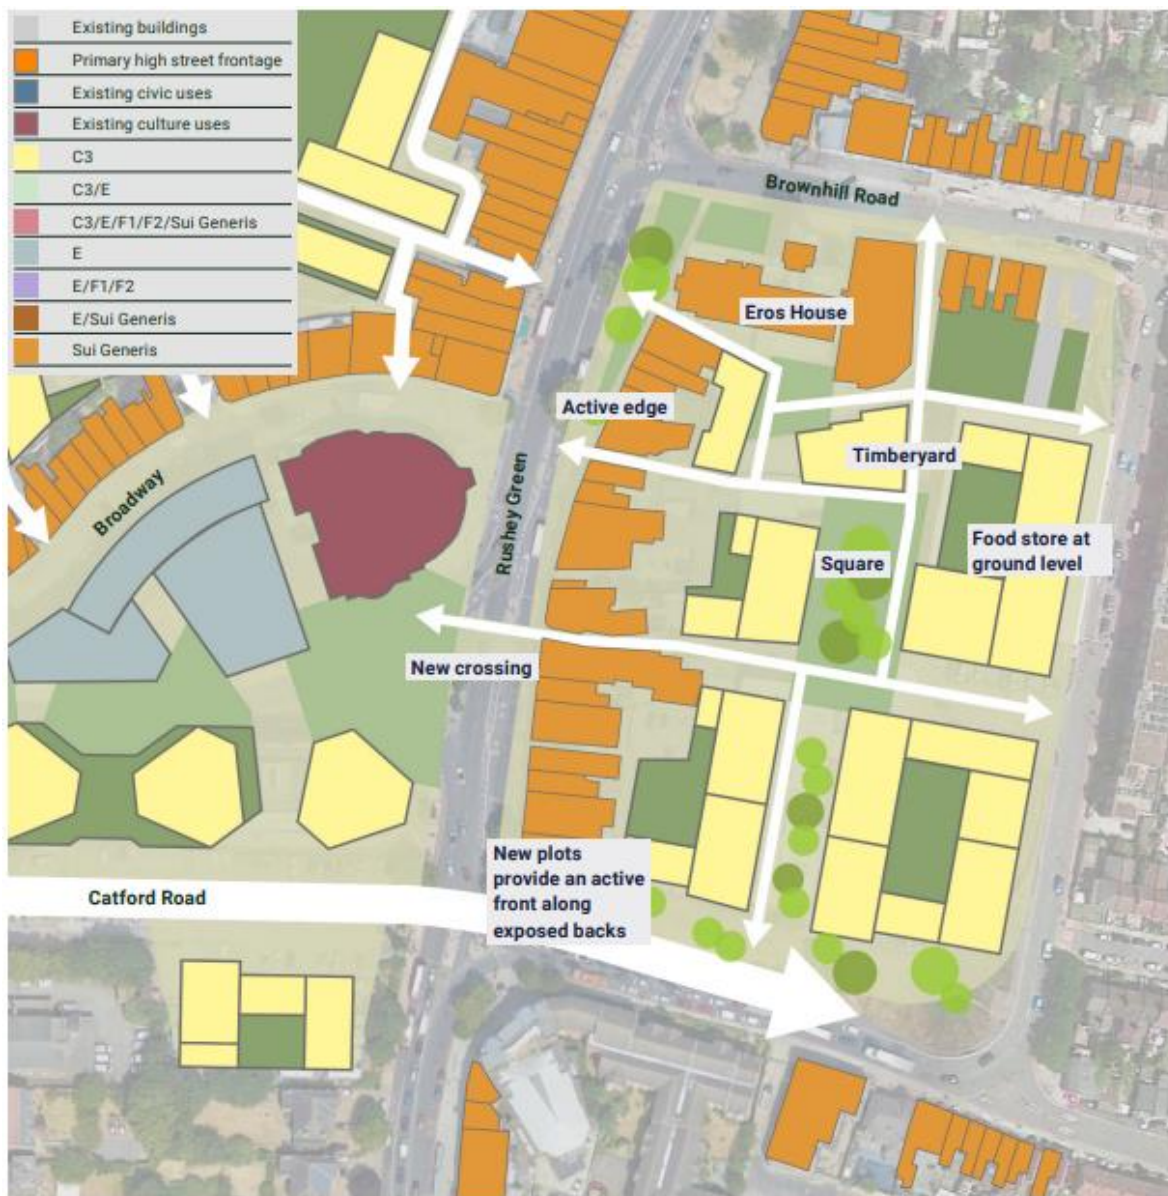 Existing buildings
Primary high street frontage
Existing civic uses
Existing culture uses
C3
C3/E
C3/E/F1/F2/Sui Generis
E
E/F1/F2
E/Sui Generis
Sui Generis
Brownhill Road
Eros House
Active edge
Timberyard
Broadway
Rushey Green
Square
Food store at
ground level
New crossing
New plots
provide an active
front along
exposed backs
Catford Road